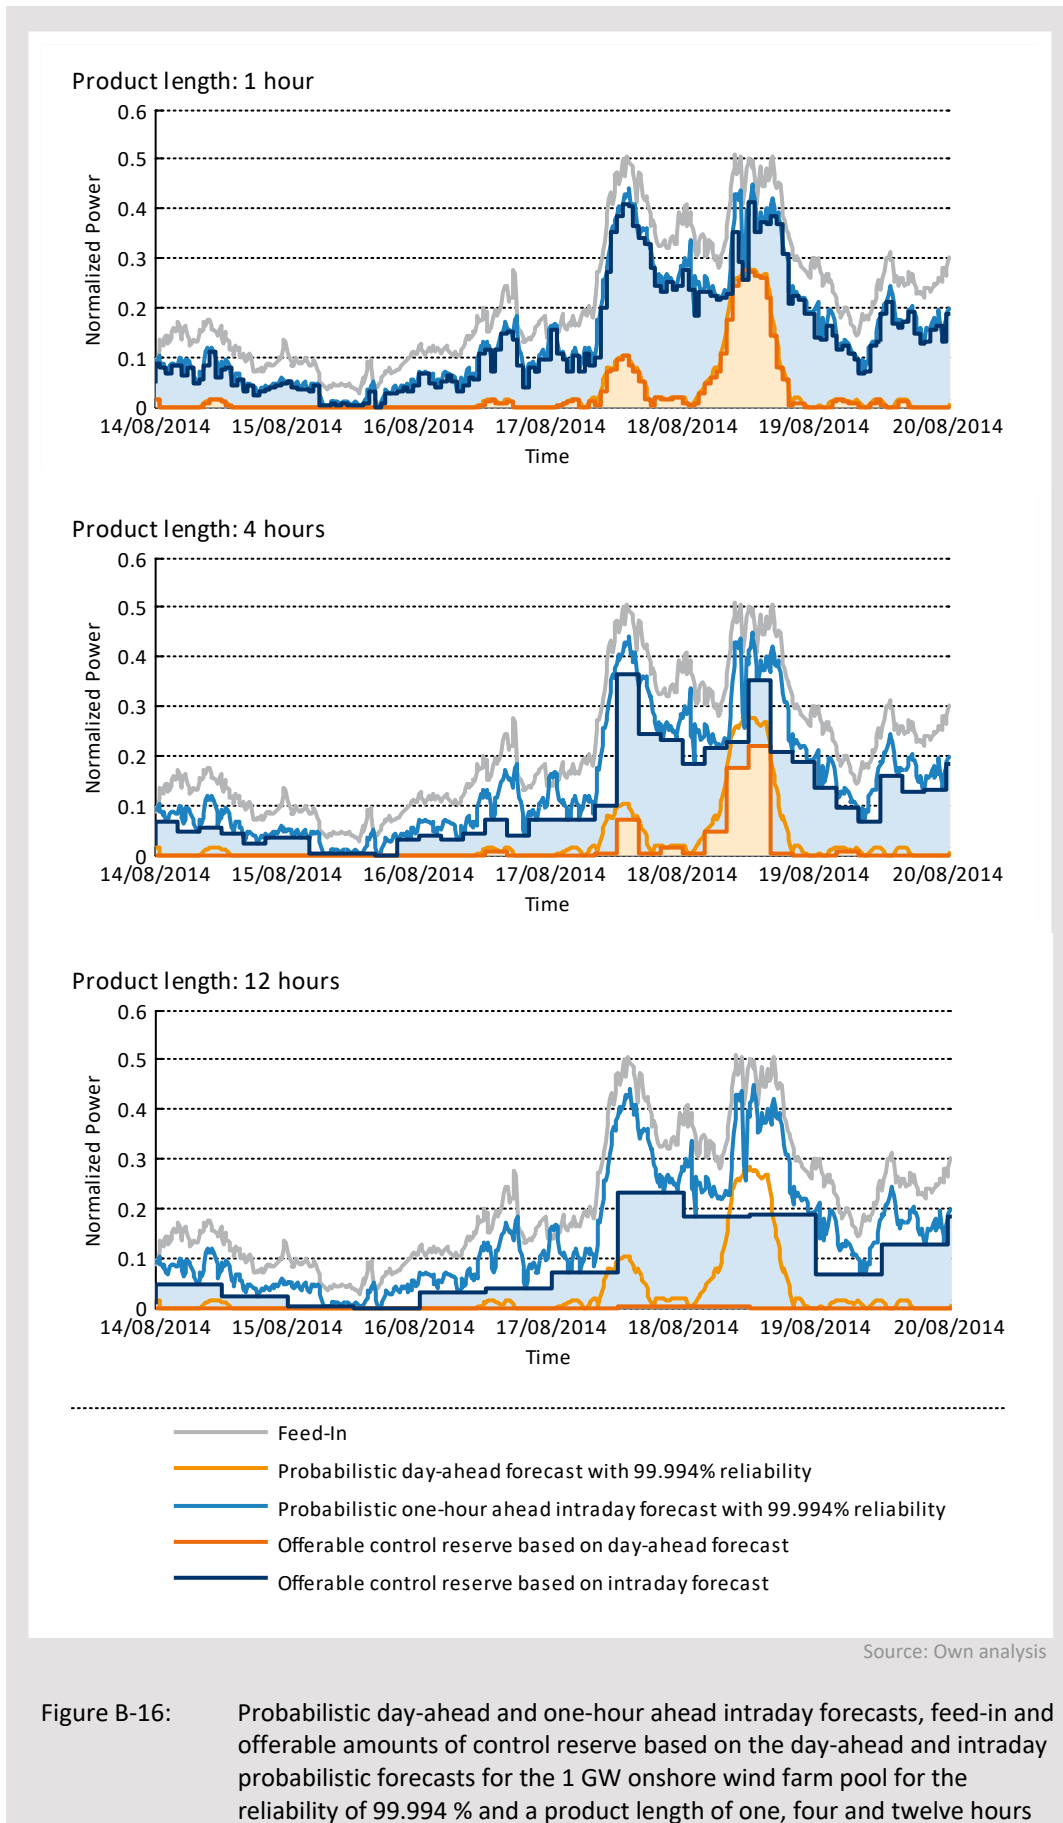 Product length: 1 hour
0.6
0.5
0.4
0.3
0.2
0.1
0
Normalized Power
14/08/2014 15/08/2014 16/08/2014 17/08/2014 18/08/2014 19/08/2014 20/08/2014
Time
Product length: 4 hours
0.6
0.5
0.4
0.3
0.2
0.1
0
Normalized Power
14/08/2014 15/08/2014 16/08/2014 17/08/2014 18/08/2014 19/08/2014 20/08/2014
Time
Product length: 12 hours
0.6
0.5
0.4
0.3
0.2
0.1
0
Normalized Power
14/08/2014 15/08/2014 16/08/2014 17/08/2014 18/08/2014 19/08/2014 20/08/2014
Time
Feed-In
Probabilistic day-ahead forecast with 99.994% reliability
Probabilistic one-hour ahead intraday forecast with 99.994% reliability
Offerable control reserve based on day-ahead forecast
Offerable control reserve based on intraday forecast
Source: Own analysis
Figure B-16: Probabilistic day-ahead and one-hour ahead intraday forecasts, feed-in and
offerable amounts of control reserve based on the day-ahead and intraday
probabilistic forecasts for the 1 GW onshore wind farm pool for the
reliability of 99.994 % and a product length of one, four and twelve hours